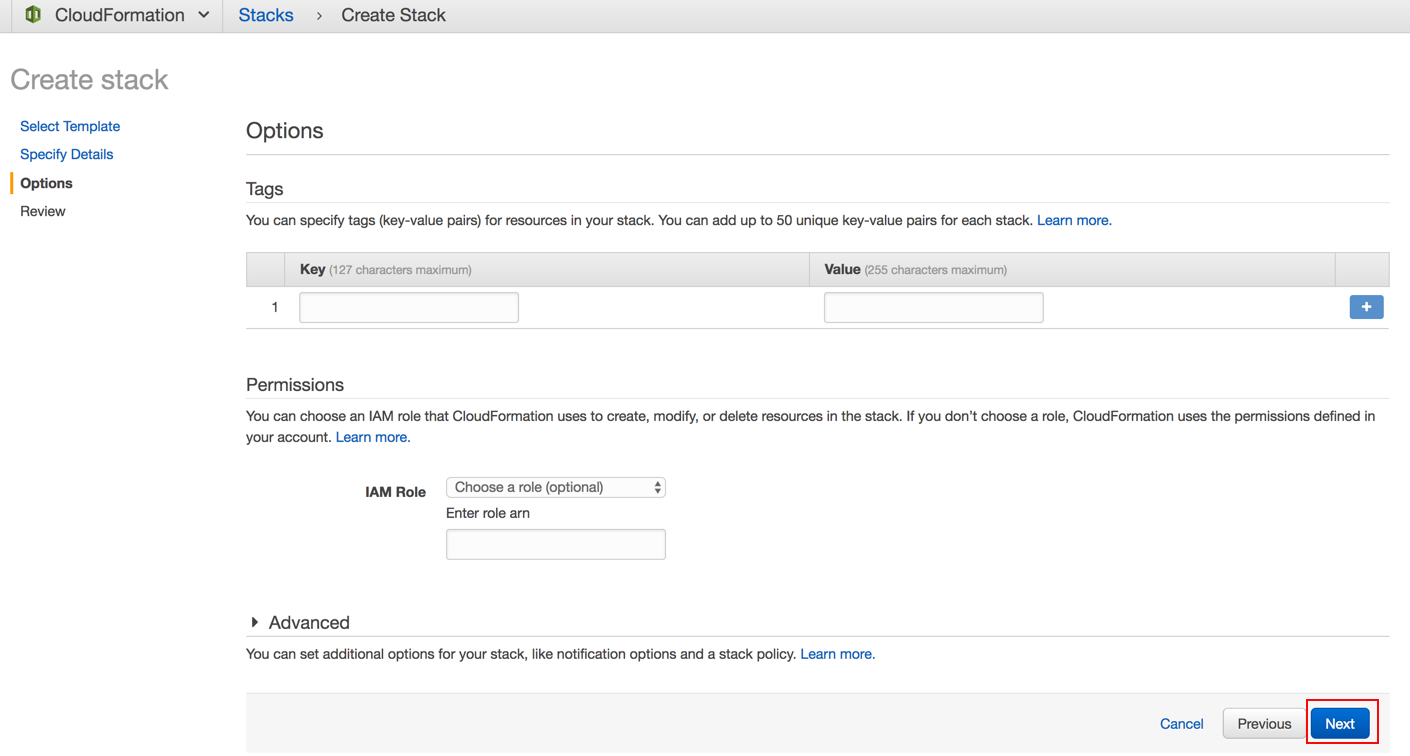 CloudFormation Stacks › Create Stack
Create stack
Select Template
Specify Details
Options
Review
Options
Tags
You can specify tags (key-value pairs) for resources in your stack. You can add up to 50 unique key-value pairs for each stack. Learn more.
Key (127 characters maximum) Value (255 characters maximum)
1 +
Permissions
You can choose an IAM role that CloudFormation uses to create, modify, or delete resources in the stack. If you don't choose a role, CloudFormation uses the permissions defined in
your account. Learn more.
IAM Role Choose a role (optional)
Enter role arn
Advanced
You can set additional options for your stack, like notification options and a stack policy. Learn more.
Cancel Previous Next